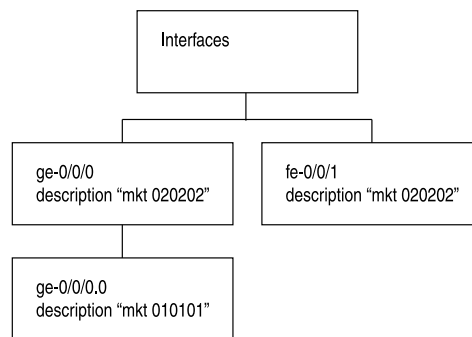 Interfaces
ge-0/0/0
description “mkt 020202”
fe-0/0/1
description “mkt 020202”
ge-0/0/0.0
description “mkt 010101”